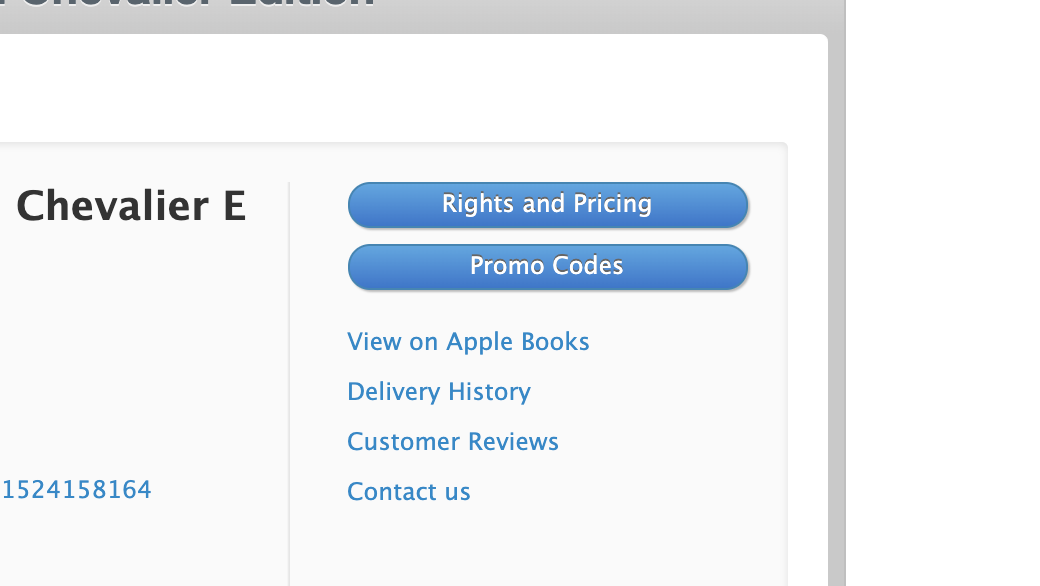 Chevalier Edition
Chevalier E
Rights and Pricing
Promo Codes
View on Apple Books
Delivery History
Customer Reviews
Contact us
1524158164